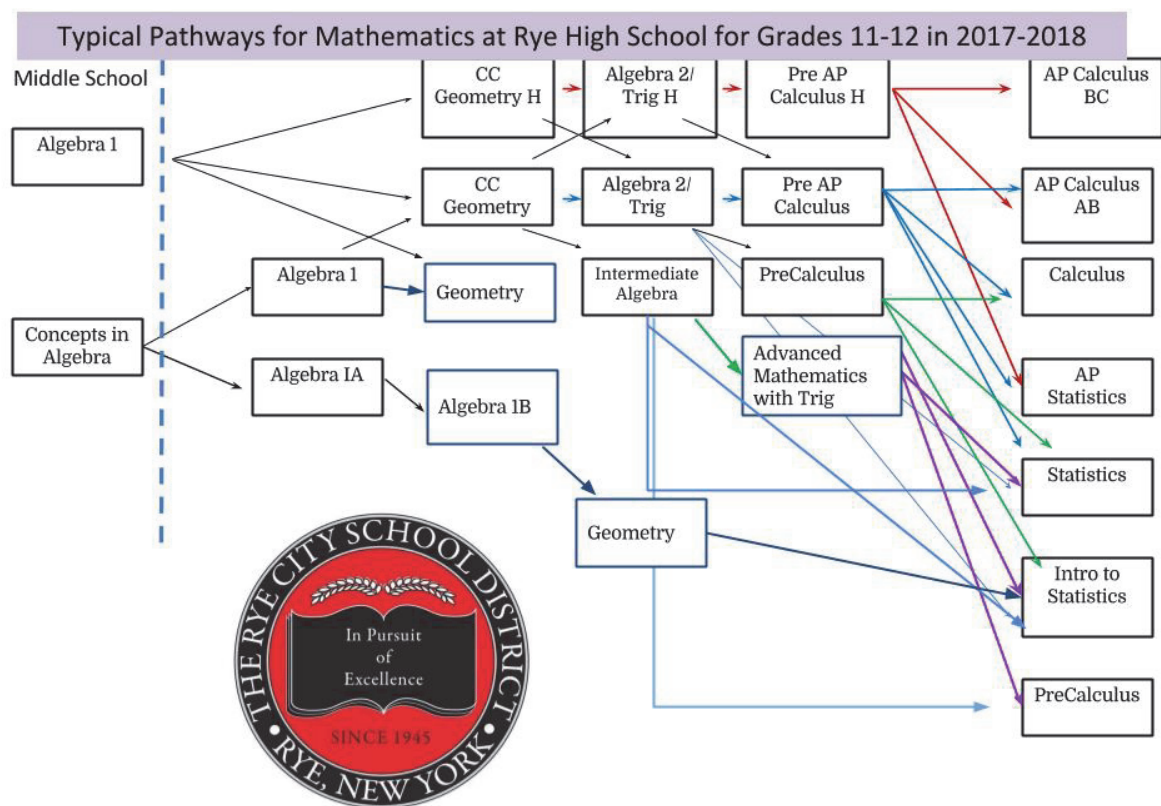 Typical Pathways for Mathematics at Rye High School for Grades 11-12 in 2017-2018
Middle School
CC
Geometry H
Algebra 2/
Trig H
Pre AP
Calculus H
AP Calculus
BC
Algebra 1
CC
Geometry
Algebra 2/
Trig
Pre AP
Calculus
AP Calculus
AB
Algebra 1
Geometry
Intermediate
Algebra
PreCalculus
Calculus
Concepts in
Algebra
Algebra IA
Algebra 1B
Advanced
Mathematics
with Trig
AP
Statistics
Statistics
Geometry
Intro to
Statistics
PreCalculus
THE RYE CITY SCHOOL DISTRICT
In Pursuit
of
Excellence
SINCE 1945
• RYE, NEW YORK •